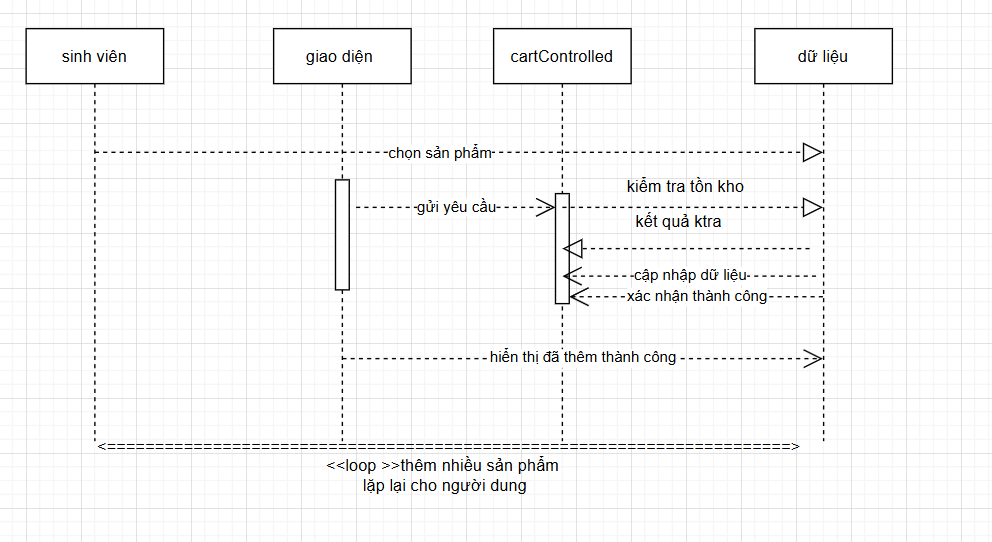 sinh viên
giao diện
cartControlled
dữ liệu
chọn sản phẩm
kiểm tra tồn kho
gửi yêu cầu
kết quả ktra
cập nhập dữ liệu
xác nhận thành công
hiển thị đã thêm thành công
<<loop >>thêm nhiều sản phẩm
lặp lại cho người dung